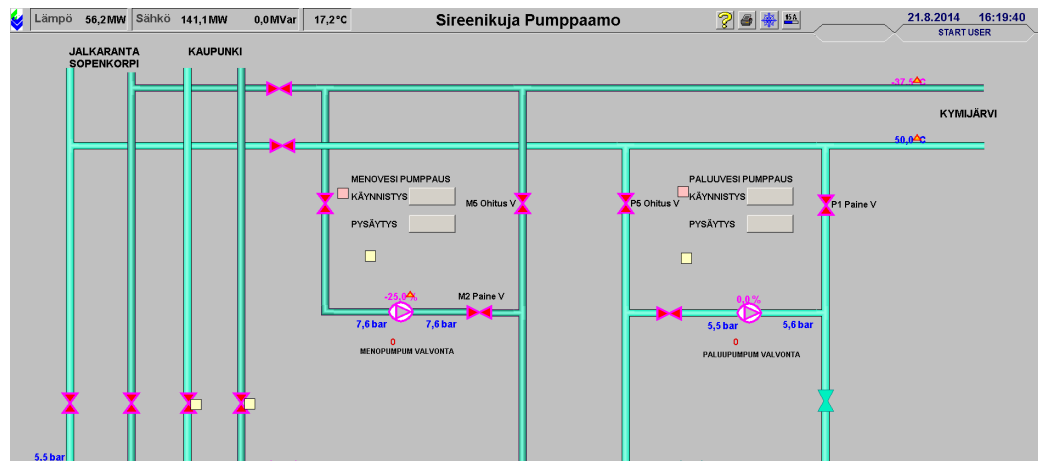 Lämpö 56,2MW Sähkö 141,1MW 0,0MVar 17,2°C Sireenikuja Pumppaamo 21.8.2014 16:19:40
START USER
JALKARANTA KAUPUNKI
SOPENKORPI
-37,5°C
KYMIJÄRVI
50,0°C
MENOVESI PUMPPAUS PALUUVESI PUMPPAUS
KÄYNNISTYS KÄYNNISTYS
M5 Ohitus V P5 Ohitus V P1 Paine V
PYSÄYTYS PYSÄYTYS
-25,0% M2 Paine V 0,0%
7,6 bar 7,6 bar 5,5 bar 5,6 bar
0 0
MENOPUMPUM VALVONTA PALUUPUMPUM VALVONTA
5,5 bar